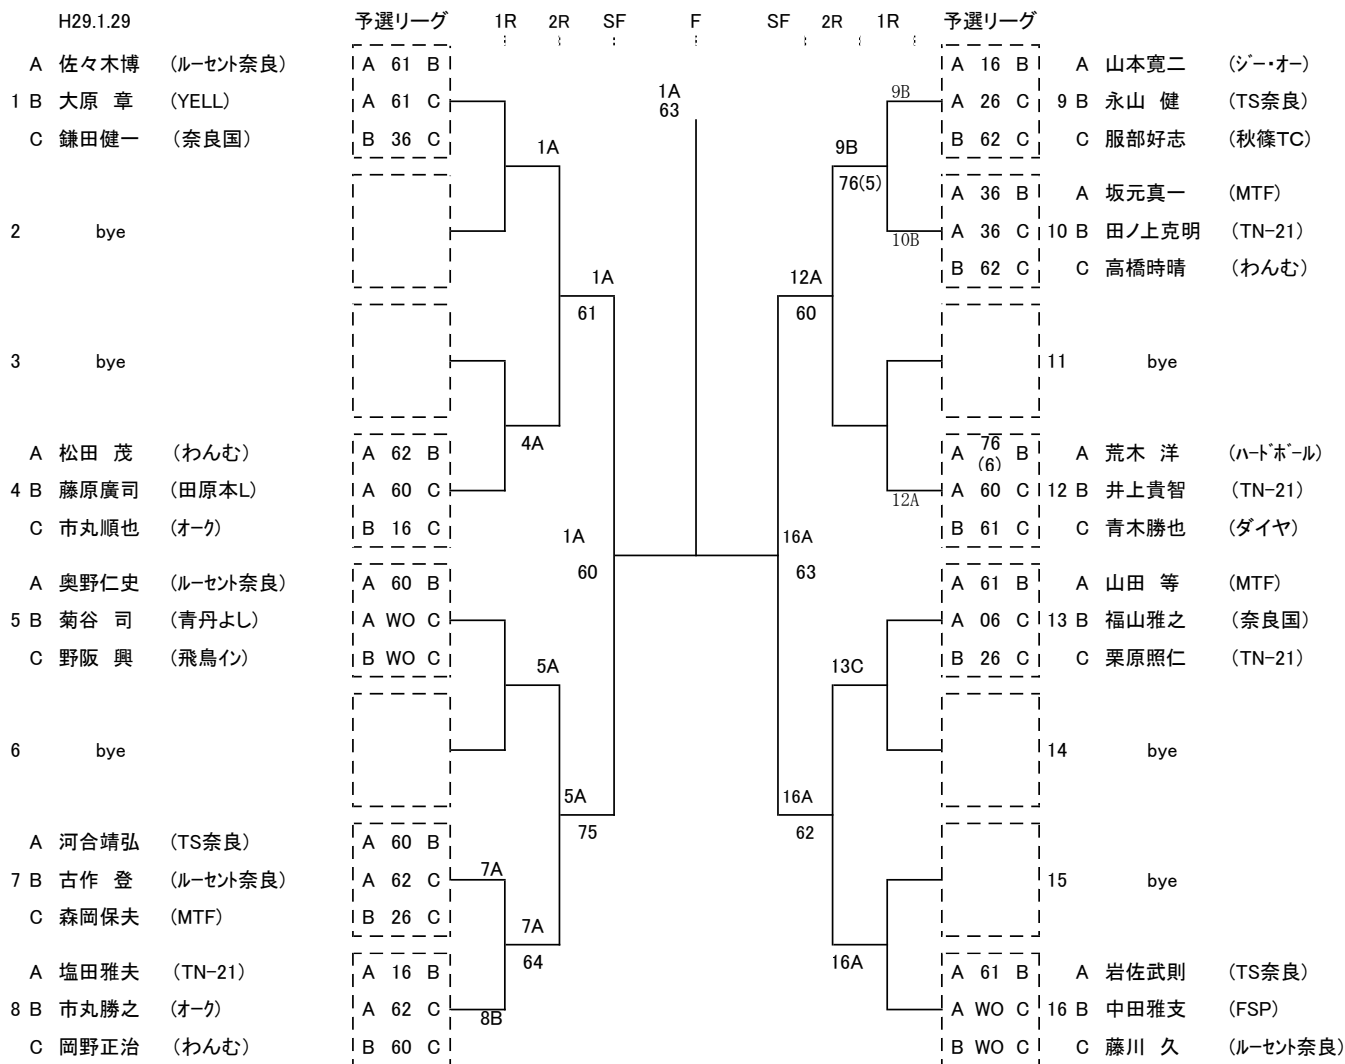 H29.1.29 予選リーグ 1R 2R SF F SF 2R 1R 予選リーグ
A 佐々木博 (ルーセント奈良) A 61 B A 16 B A 山本寛二 (ジー・オー)
1A 9B
1 B 大原 章 (YELL) A 61 C A 26 C 9 B 永山 健 (TS奈良)
63
C 鎌田健一 (奈良国) B 36 C 1A 9B B 62 C C 服部好志 (秋篠TC)
76(5) A 36 B A 坂元真一 (MTF)
2 bye 10B A 36 C 10 B 田ノ上克明 (TN-21)
1A 12A B 62 C C 高橋時晴 (わんむ)
61 60
3 bye 11 bye
4A
A 松田 茂 (わんむ) A 62 B A 76(6) B A 荒木 洋 (ハードボール)
4 B 藤原廣司 (田原本L) A 60 C 12A A 60 C 12 B 井上貴智 (TN-21)
C 市丸順也 (オーク) B 16 C 1A 16A B 61 C C 青木勝也 (ダイヤ)
60 63
A 奥野仁史 (ルーセント奈良) A 60 B A 61 B A 山田 等 (MTF)
5 B 菊谷 司 (青丹よし) A WO C A 06 C 13 B 福山雅之 (奈良国)
C 野阪 興 (飛鳥イン) B WO C 5A 13C B 26 C C 栗原照仁 (TN-21)
6 bye 14 bye
5A 16A
75 62
A 河合靖弘 (TS奈良) A 60 B
7 B 古作 登 (ルーセント奈良) A 62 C 7A 15 bye
C 森岡保夫 (MTF) B 26 C 7A
64 16A
A 塩田雅夫 (TN-21) A 16 B A 61 B A 岩佐武則 (TS奈良)
8 B 市丸勝之 (オーク) A 62 C 8B A WO C 16 B 中田雅支 (FSP)
C 岡野正治 (わんむ) B 60 C B WO C C 藤川 久 (ルーセント奈良)